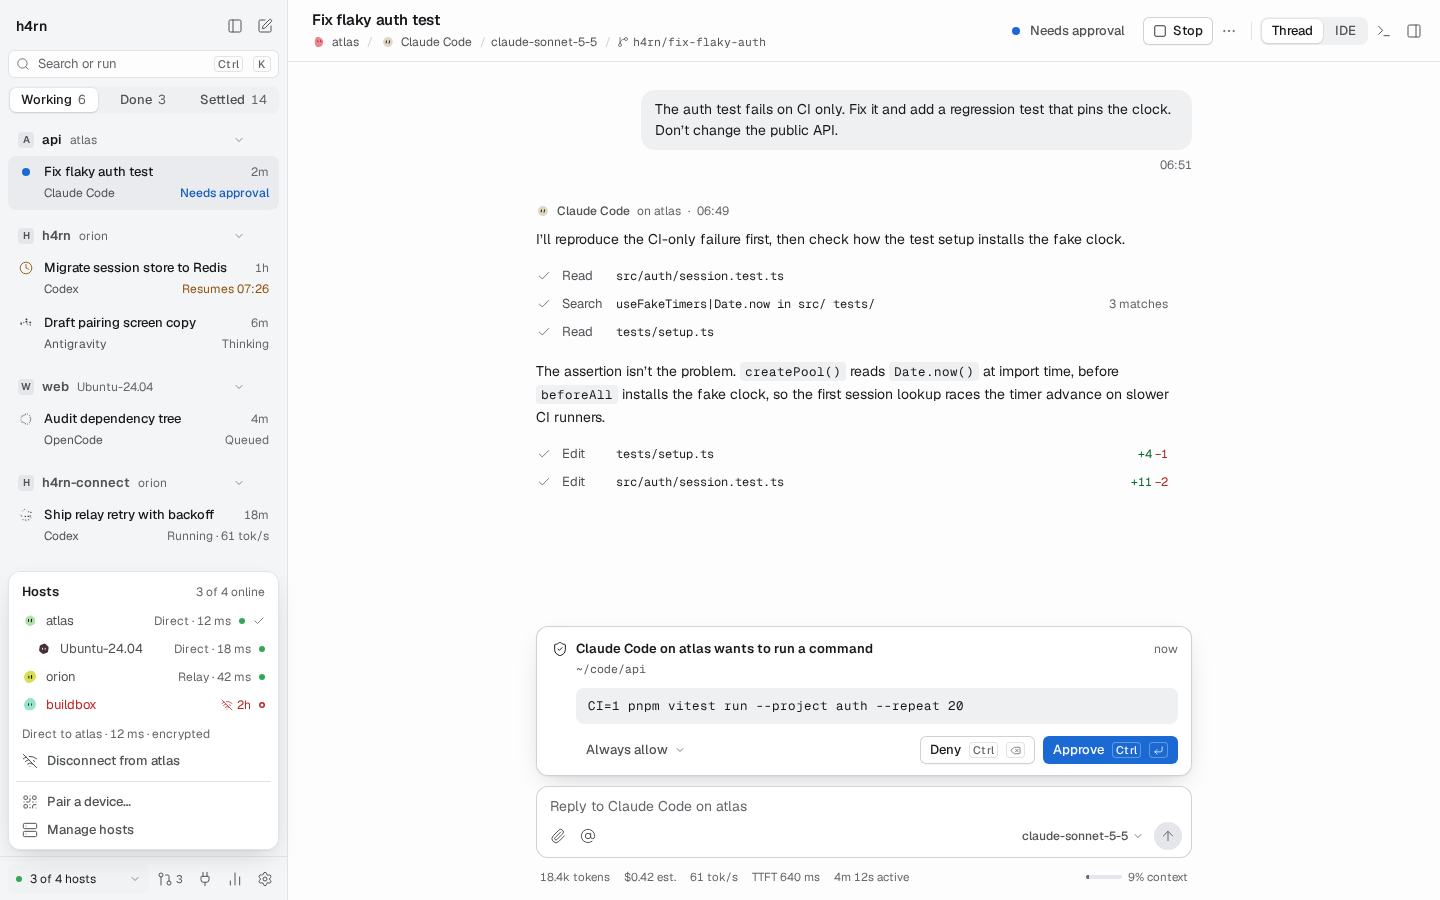 h4rn
Search or run Ctrl K
Working 6 Done 3 Settled 14
A api atlas
Fix flaky auth test 2m
Claude Code Needs approval
H h4rn orion
Migrate session store to Redis 1h
Codex Resumes 07:26
Draft pairing screen copy 6m
Antigravity Thinking
W web Ubuntu-24.04
Audit dependency tree 4m
OpenCode Queued
H h4rn-connect orion
Ship relay retry with backoff 18m
Codex Running · 61 tok/s
Hosts 3 of 4 online
atlas Direct · 12 ms
Ubuntu-24.04 Direct · 18 ms
orion Relay · 42 ms
buildbox 2h
Direct to atlas · 12 ms · encrypted
Disconnect from atlas
Pair a device…
Manage hosts
3 of 4 hosts 3
Fix flaky auth test
atlas / Claude Code / claude-sonnet-5-5 / h4rn/fix-flaky-auth
Needs approval Stop Thread IDE
The auth test fails on CI only. Fix it and add a regression test that pins the clock.
Don’t change the public API.
06:51
Claude Code on atlas · 06:49
I’ll reproduce the CI-only failure first, then check how the test setup installs the fake clock.
Read src/auth/session.test.ts
Search useFakeTimers|Date.now in src/ tests/ 3 matches
Read tests/setup.ts
The assertion isn’t the problem. createPool() reads Date.now() at import time, before
beforeAll installs the fake clock, so the first session lookup races the timer advance on slower
CI runners.
Edit tests/setup.ts +4 −1
Edit src/auth/session.test.ts +11 −2
Claude Code on atlas wants to run a command now
~/code/api
CI=1 pnpm vitest run --project auth --repeat 20
Always allow Deny Ctrl Approve Ctrl
Reply to Claude Code on atlas
claude-sonnet-5-5
18.4k tokens $0.42 est. 61 tok/s TTFT 640 ms 4m 12s active 9% context